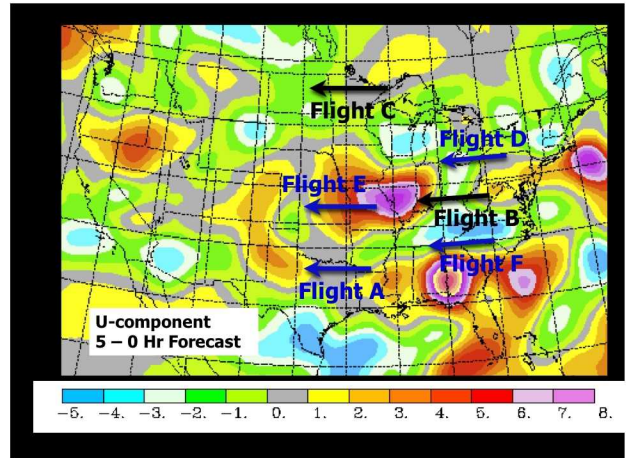 Flight C
Flight D
Flight E
Flight B
Flight F
Flight A
U-component
5 – 0 Hr Forecast
−5. −4. −3. −2. −1. 0. 1. 2. 3. 4. 5. 6. 7. 8.